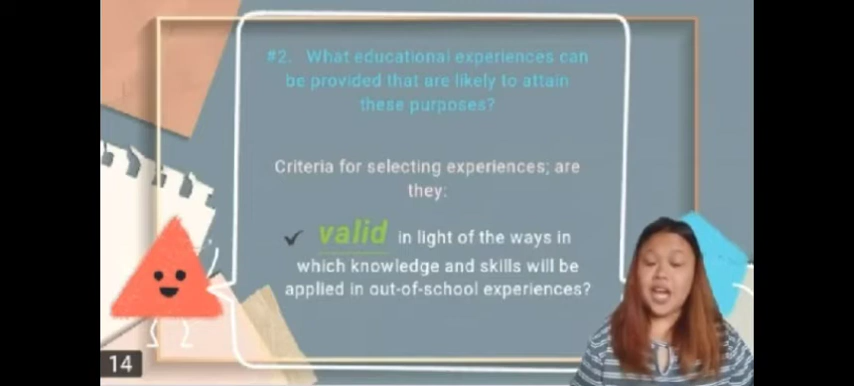 #2. What educational experiences can
be provided that are likely to attain
these purposes?
Criteria for selecting experiences; are
they:
valid in light of the ways in
which knowledge and skills will be
applied in out-of-school experiences?
14